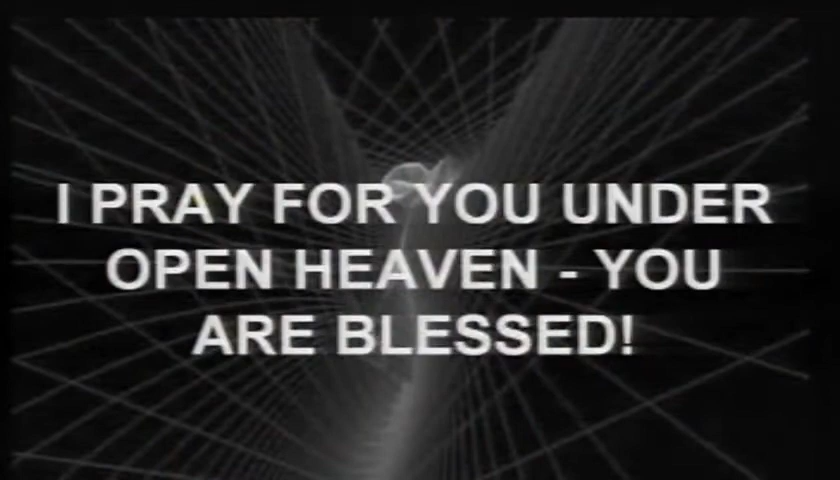 I PRAY FOR YOU UNDER
OPEN HEAVEN - YOU
ARE BLESSED!